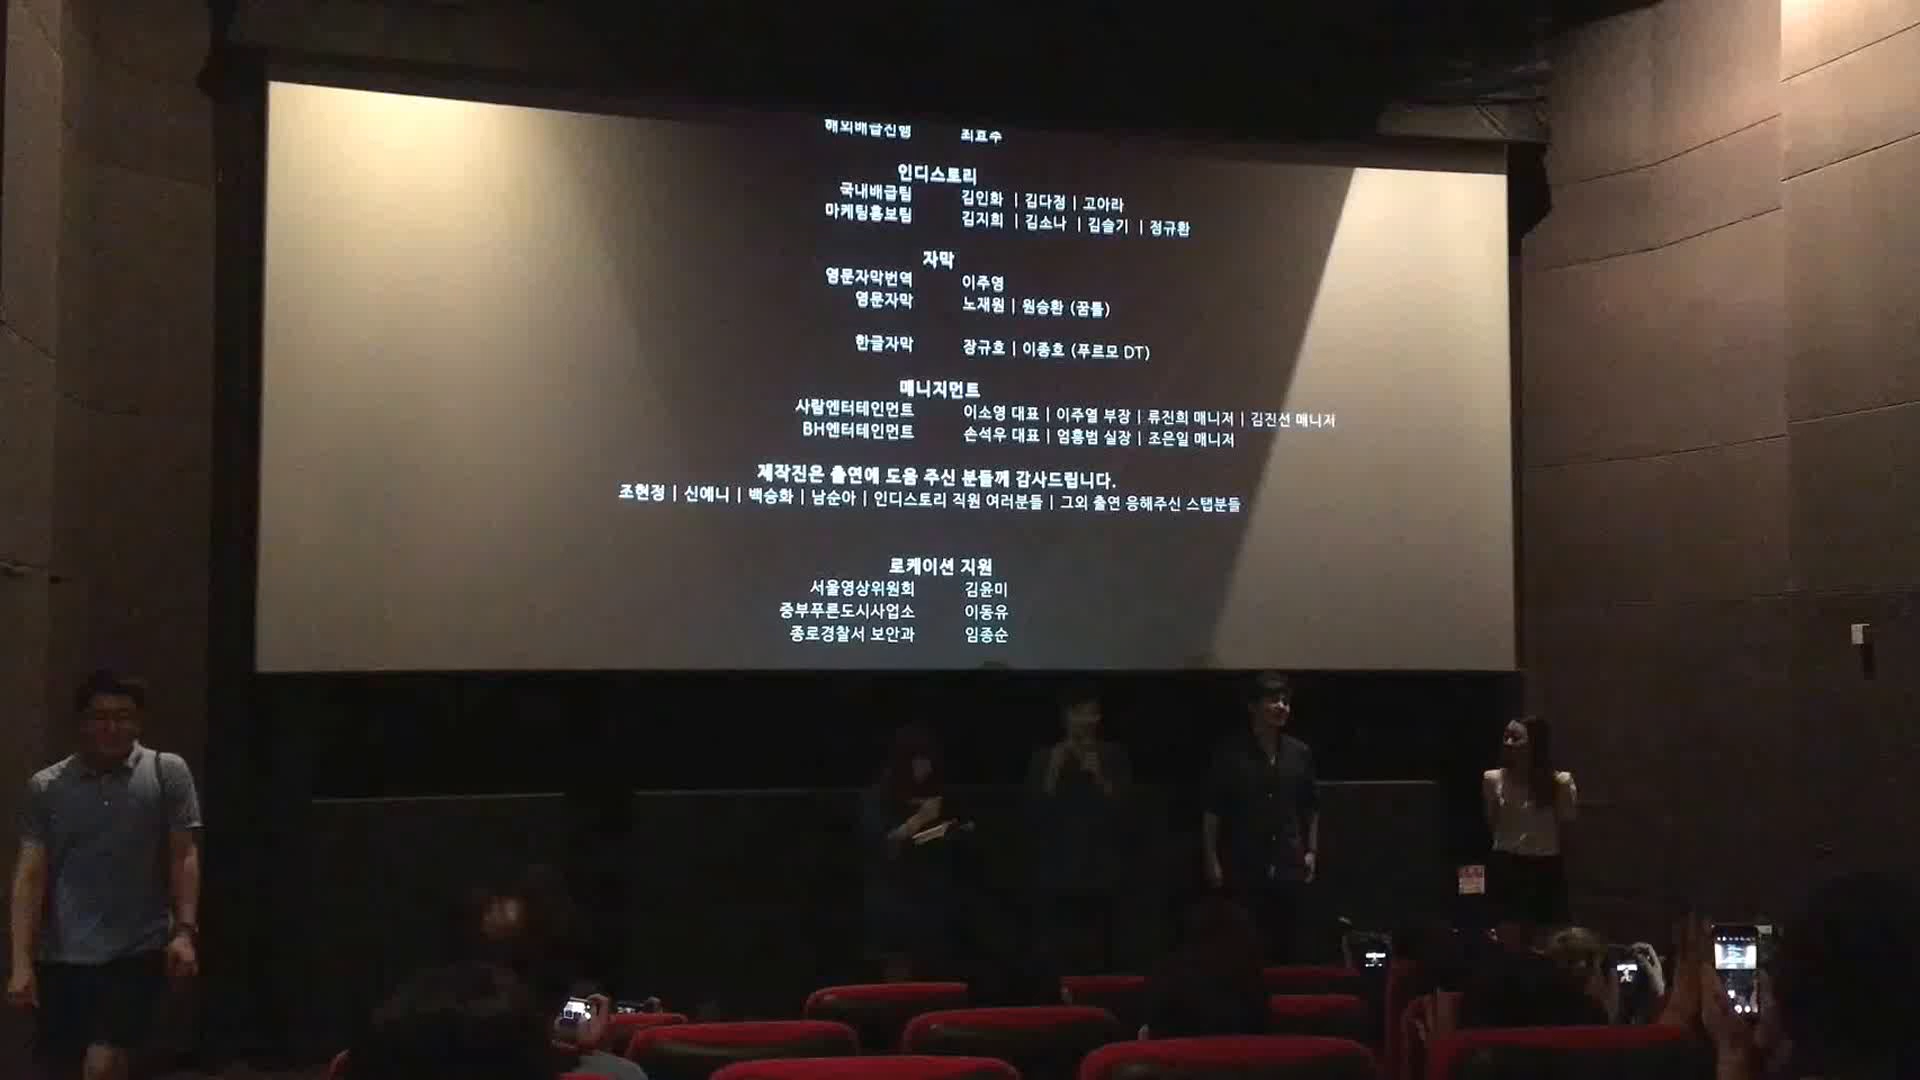 해외배급진행 최효수
인디스토리
국내배급팀 김인화 | 김다정 | 고아라
마케팅홍보팀 김지희 | 김소나 | 김슬기 | 정규환
자막
영문자막번역 이주영
영문자막 노재원 | 원승환 (꿈틀)
한글자막 장규호 | 이종호 (푸르모 DT)
매니지먼트
사람엔터테인먼트 이소영 대표 | 이주열 부장 | 류진희 매니저 | 김진선 매니저
BH엔터테인먼트 손석우 대표 | 엄홍범 실장 | 조은일 매니저
제작진은 출연에 도움 주신 분들께 감사드립니다.
조현정 | 신예니 | 백승화 | 남순아 | 인디스토리 직원 여러분들 | 그외 출연 응해주신 스탭분들
로케이션 지원
서울영상위원회 김윤미
중부푸른도시사업소 이동유
종로경찰서 보안과 임종순